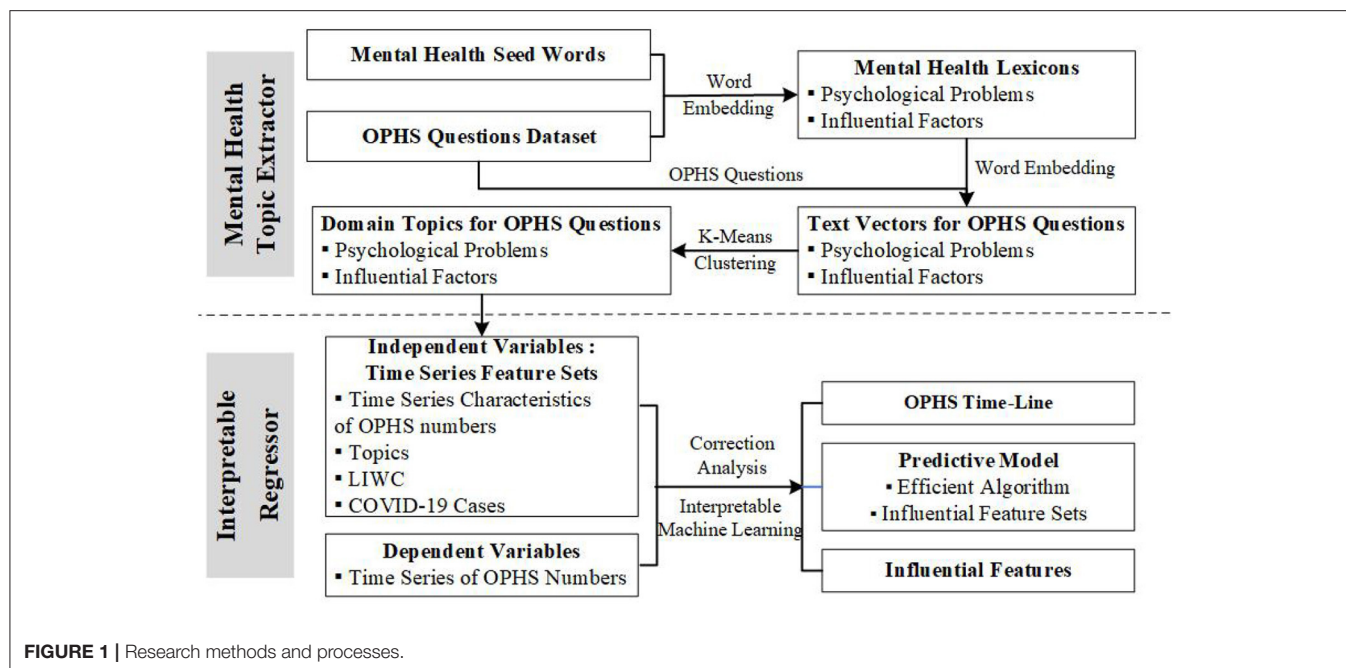 Mental Health
Topic Extractor
Mental Health Seed Words
OPHS Questions Dataset
Word
Embedding
Mental Health Lexicons
▪ Psychological Problems
▪ Influential Factors
OPHS Questions
Word Embedding
Domain Topics for OPHS Questions
▪ Psychological Problems
▪ Influential Factors
K-Means
Clustering
Text Vectors for OPHS Questions
▪ Psychological Problems
▪ Influential Factors
Interpretable
Regressor
Independent Variables :
Time Series Feature Sets
▪ Time Series Characteristics
of OPHS numbers
▪ Topics
▪ LIWC
▪ COVID-19 Cases
Dependent Variables
▪ Time Series of OPHS Numbers
Correction
Analysis
Interpretable
Machine Learning
OPHS Time-Line
Predictive Model
▪ Efficient Algorithm
▪ Influential Feature Sets
Influential Features
FIGURE 1 | Research methods and processes.